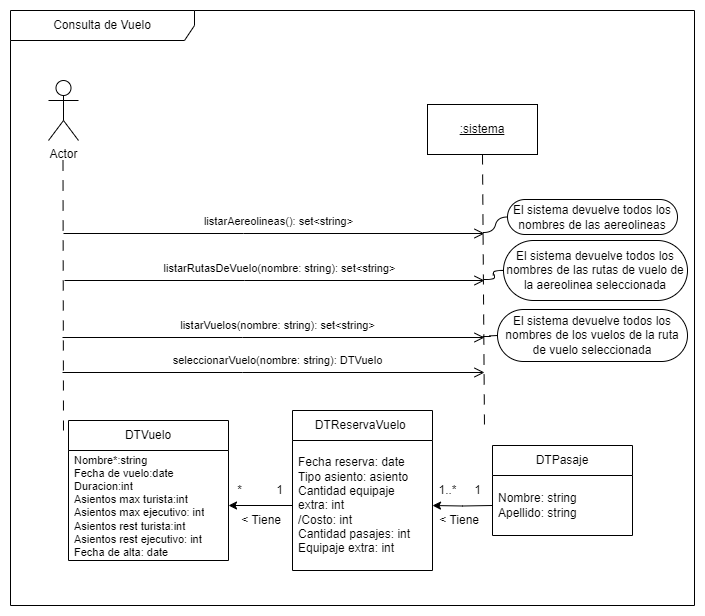 Consulta de Vuelo
Actor
:sistema
listarAereolineas(): set<string>
El sistema devuelve todos los
nombres de las aereolineas
listarRutasDeVuelo(nombre: string): set<string>
El sistema devuelve todos los
nombres de las rutas de vuelo de
la aereolinea seleccionada
listarVuelos(nombre: string): set<string>
El sistema devuelve todos los
nombres de los vuelos de la ruta
de vuelo seleccionada
seleccionarVuelo(nombre: string): DTVuelo
DTVuelo
Nombre*:string
Fecha de vuelo:date
Duracion:int
Asientos max turista:int
Asientos max ejecutivo: int
Asientos rest turista:int
Asientos rest ejecutivo: int
Fecha de alta: date
* 1
< Tiene
DTReservaVuelo
Fecha reserva: date
Tipo asiento: asiento
Cantidad equipaje
extra: int
/Costo: int
Cantidad pasajes: int
Equipaje extra: int
1..* 1
< Tiene
DTPasaje
Nombre: string
Apellido: string